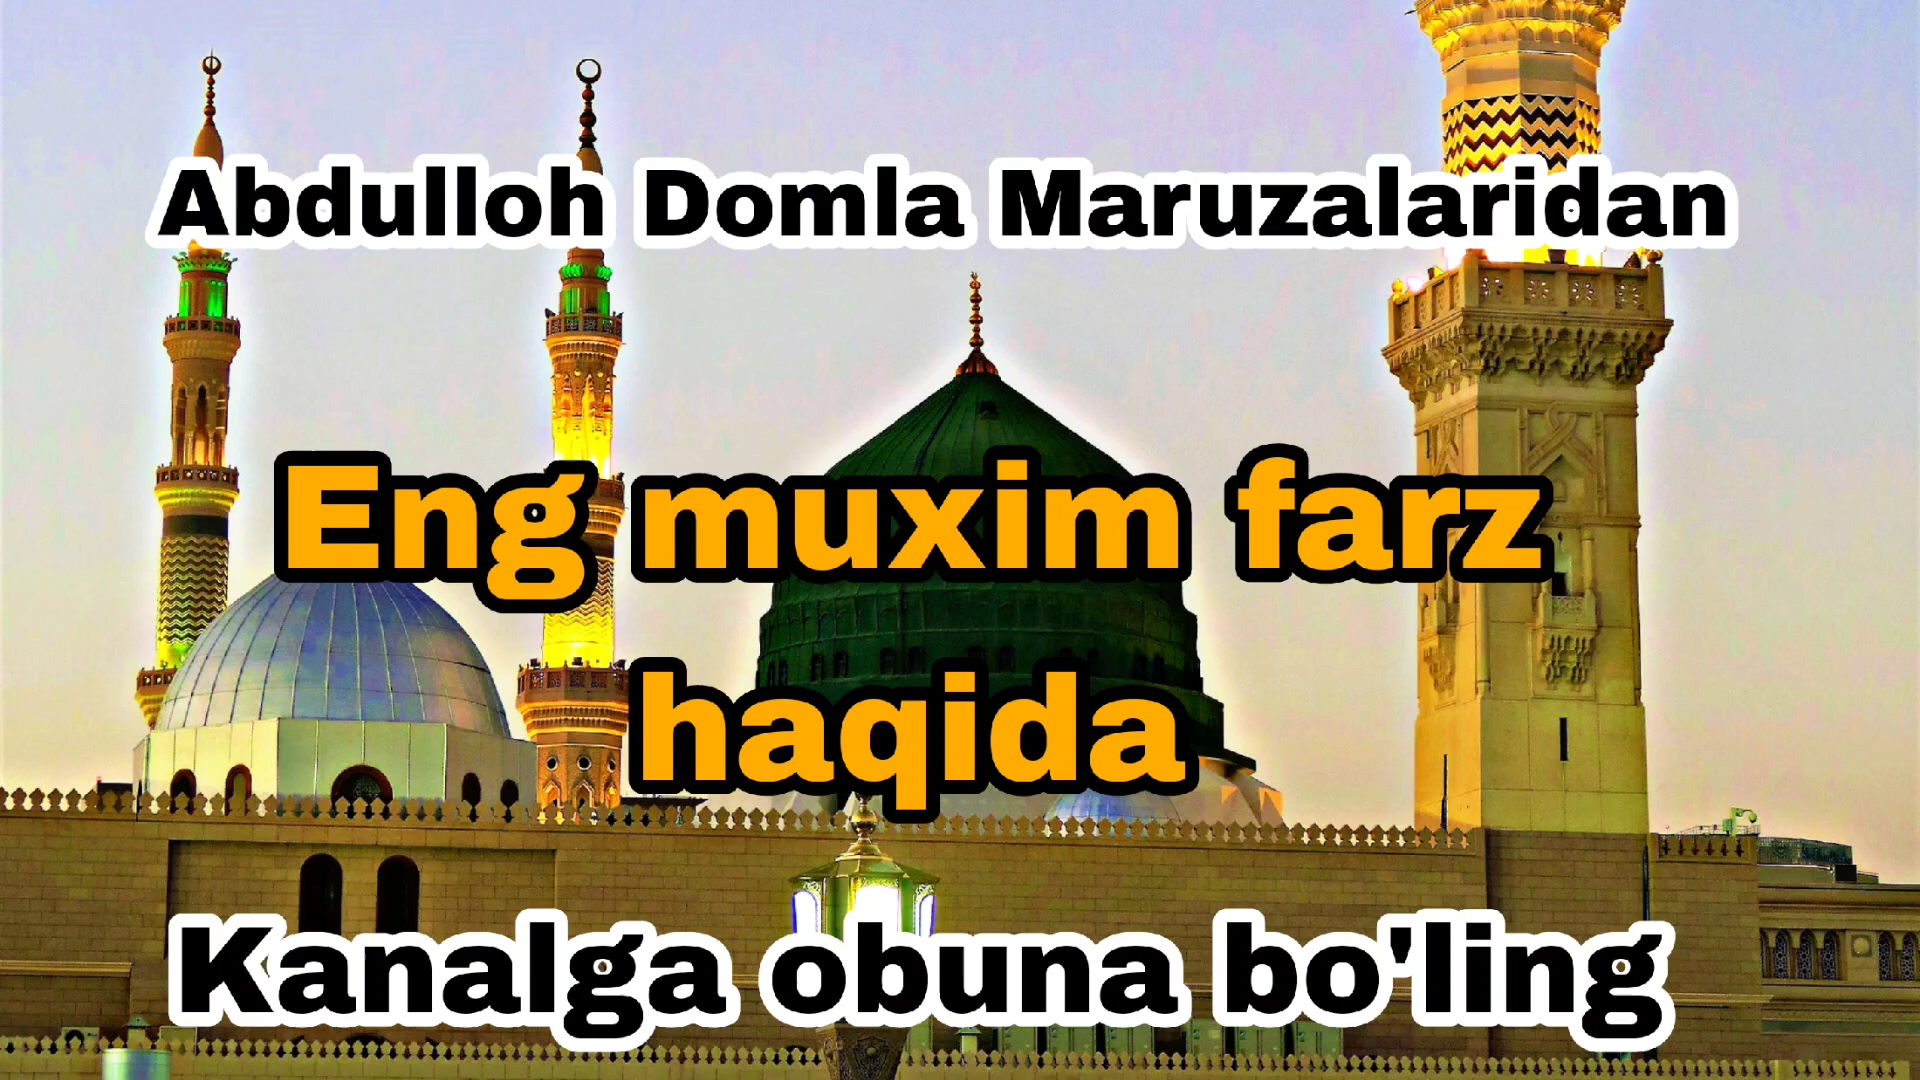 Abdulloh Domla Maruzalaridan
Eng muxim farz
haqida
Kanalga obuna bo'ling